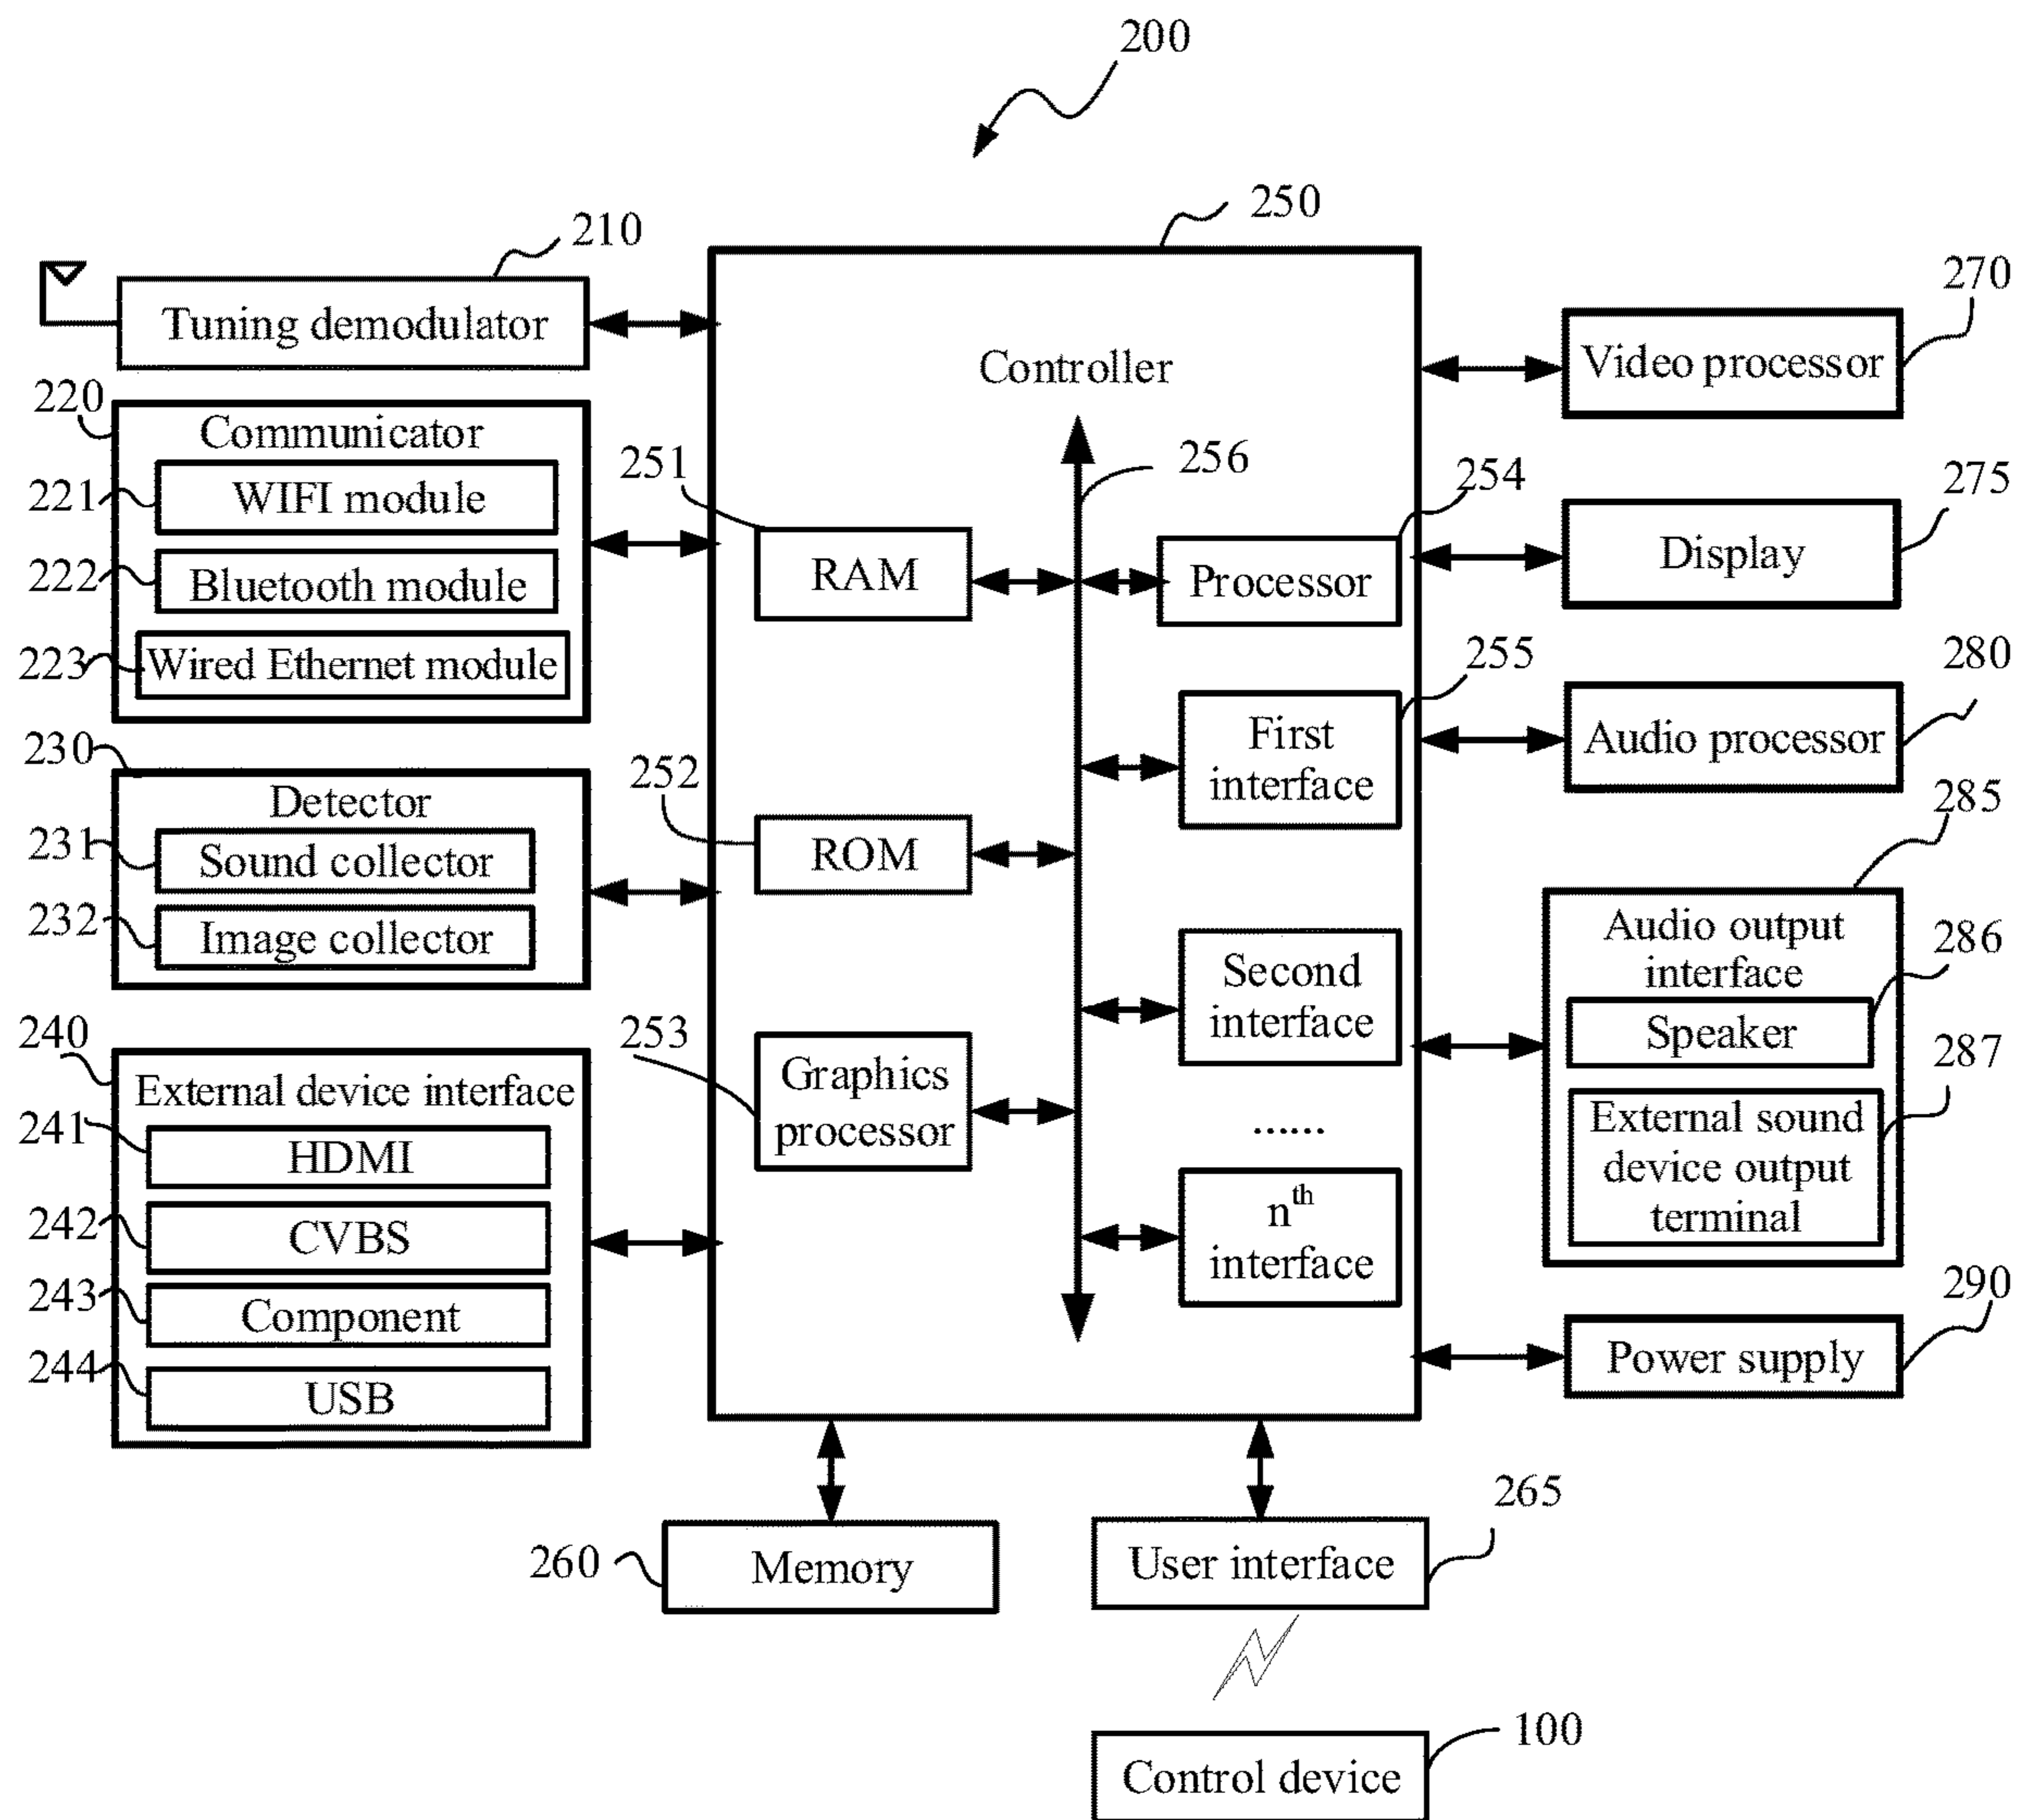 200
250
210
Tuning demodulator
220
Communicator
221
WIFI module
222
Bluetooth module
223
Wired Ethernet module
230
Detector
231
Sound collector
232
Image collector
240
External device interface
241
HDMI
242
CVBS
243
Component
244
USB
Controller
256
251
RAM
252
ROM
253
Graphics
processor
254
Processor
255
First
interface
Second
interface
......
nth
interface
270
Video processor
275
Display
280
Audio processor
285
Audio output
interface
286
Speaker
287
External sound
device output
terminal
290
Power supply
260
Memory
265
User interface
100
Control device